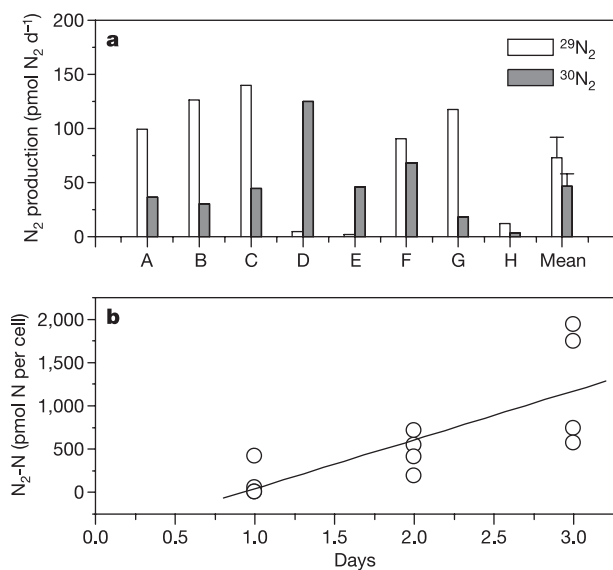 a
²⁹N₂
³⁰N₂
N₂ production (pmol N₂ d⁻¹)
200
150
100
50
0
A B C D E F G H Mean
b
N₂-N (pmol N per cell)
2,000
1,500
1,000
500
0
0.0 0.5 1.0 1.5 2.0 2.5 3.0
Days